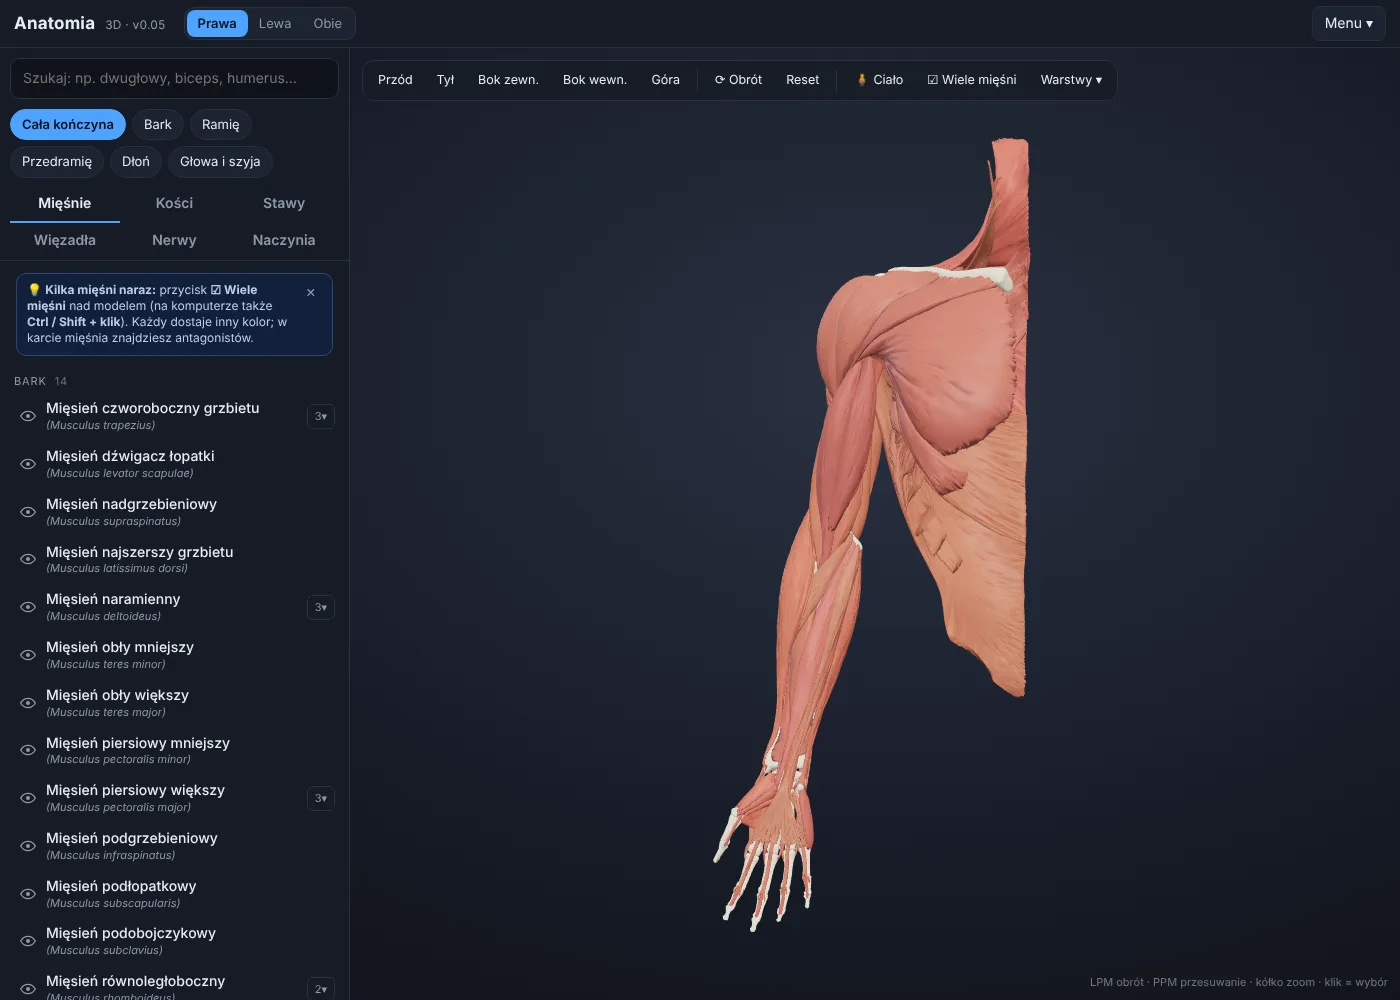 Anatomia 3D · v0.05 Prawa Lewa Obie Menu ▾
Szukaj: np. dwugłowy, biceps, humerus...
Cała kończyna Bark Ramię
Przedramię Dłoń Głowa i szyja
Mięśnie Kości Stawy
Więzadła Nerwy Naczynia
💡 Kilka mięśni naraz: przycisk ☑ Wiele ×
mięśni nad modelem (na komputerze także
Ctrl / Shift + klik). Każdy dostaje inny kolor; w
karcie mięśnia znajdziesz antagonistów.
BARK 14
Mięsień czworoboczny grzbietu 3▾
(Musculus trapezius)
Mięsień dźwigacz łopatki
(Musculus levator scapulae)
Mięsień nadgrzebieniowy
(Musculus supraspinatus)
Mięsień najszerszy grzbietu
(Musculus latissimus dorsi)
Mięsień naramienny 3▾
(Musculus deltoideus)
Mięsień obły mniejszy
(Musculus teres minor)
Mięsień obły większy
(Musculus teres major)
Mięsień piersiowy mniejszy
(Musculus pectoralis minor)
Mięsień piersiowy większy 3▾
(Musculus pectoralis major)
Mięsień podgrzebieniowy
(Musculus infraspinatus)
Mięsień podłopatkowy
(Musculus subscapularis)
Mięsień podobojczykowy
(Musculus subclavius)
Mięsień równoległoboczny 2▾
(Musculus rhomboideus)
Przód Tył Bok zewn. Bok wewn. Góra ⟳ Obrót Reset 🧍 Ciało ☑ Wiele mięśni Warstwy ▾
LPM obrót · PPM przesuwanie · kółko zoom · klik = wybór